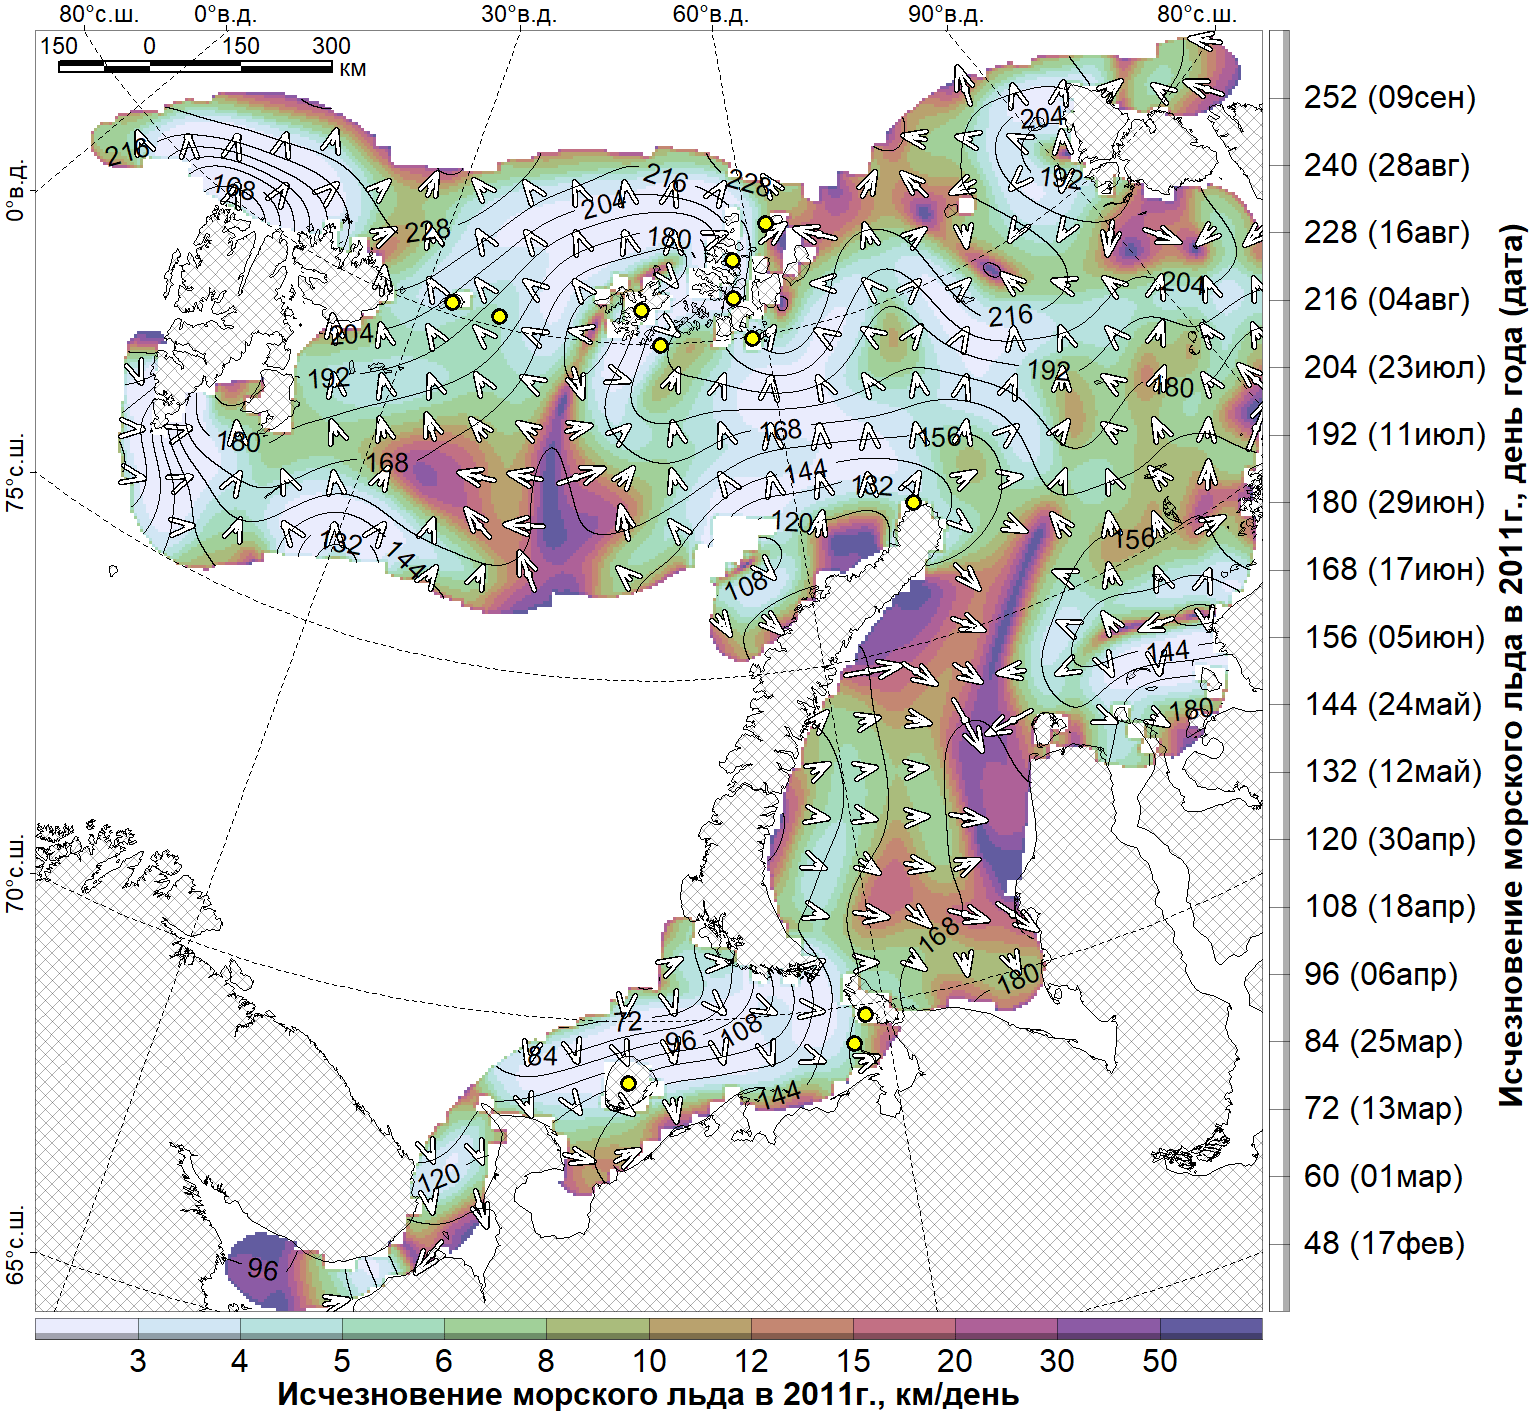 80°с.ш. 0°в.д. 30°в.д. 60°в.д. 90°в.д. 80°с.ш.
150 0 150 300
км
0°в.д.
75°с.ш.
70°с.ш.
65°с.ш.
216
168
204
192
216
228
204
180
228
204
216
204
192
192
180
180
168
168
156
144
132
132
144
120
156
108
144
180
168
180
72
84
96
108
144
120
96
252 (09сен)
240 (28авг)
228 (16авг)
216 (04авг)
204 (23июл)
192 (11июл)
180 (29июн)
168 (17июн)
156 (05июн)
144 (24май)
132 (12май)
120 (30апр)
108 (18апр)
96 (06апр)
84 (25мар)
72 (13мар)
60 (01мар)
48 (17фев)
Исчезновение морского льда в 2011г., день года (дата)
3 4 5 6 8 10 12 15 20 30 50
Исчезновение морского льда в 2011г., км/день